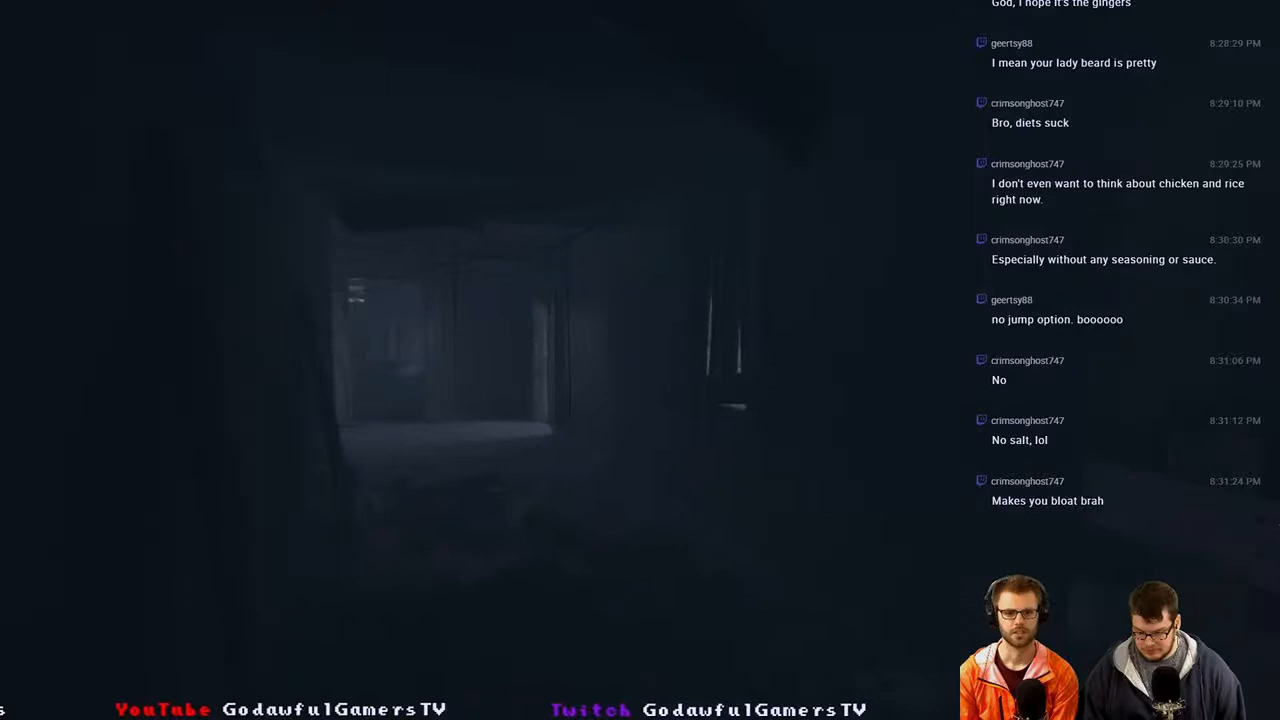 God, I hope it's the gingers
geertsy88 8:28:29 PM
I mean your lady beard is pretty
crimsonghost747 8:29:10 PM
Bro, diets suck
crimsonghost747 8:29:25 PM
I don't even want to think about chicken and rice
right now.
crimsonghost747 8:30:30 PM
Especially without any seasoning or sauce.
geertsy88 8:30:34 PM
no jump option. boooooo
crimsonghost747 8:31:06 PM
No
crimsonghost747 8:31:12 PM
No salt, lol
crimsonghost747 8:31:24 PM
Makes you bloat brah
s YouTube GodawfulGamersTV Twitch GodawfulGamersTV